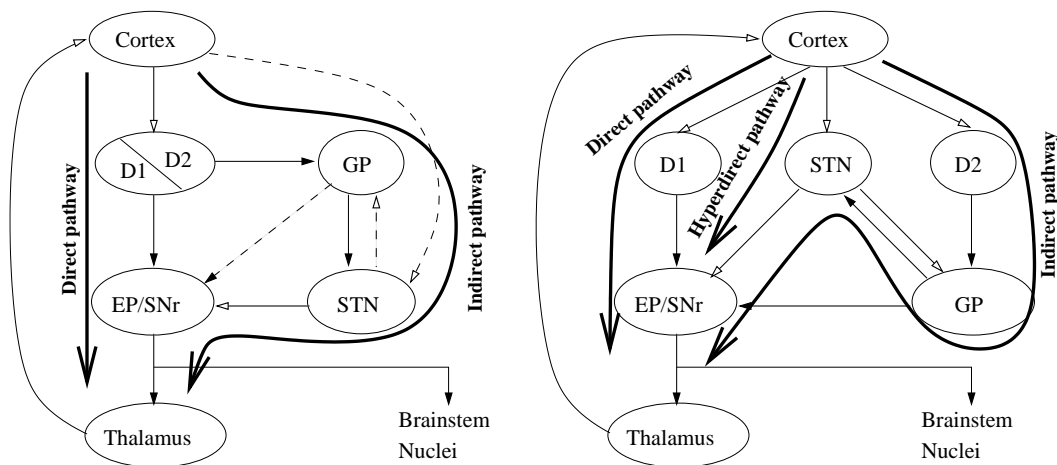 Cortex
D1
D2
GP
Direct pathway
Indirect pathway
EP/SNr
STN
Thalamus
Brainstem
Nuclei
Cortex
Direct pathway
Hyperdirect pathway
D1
STN
D2
Indirect pathway
EP/SNr
GP
Thalamus
Brainstem
Nuclei